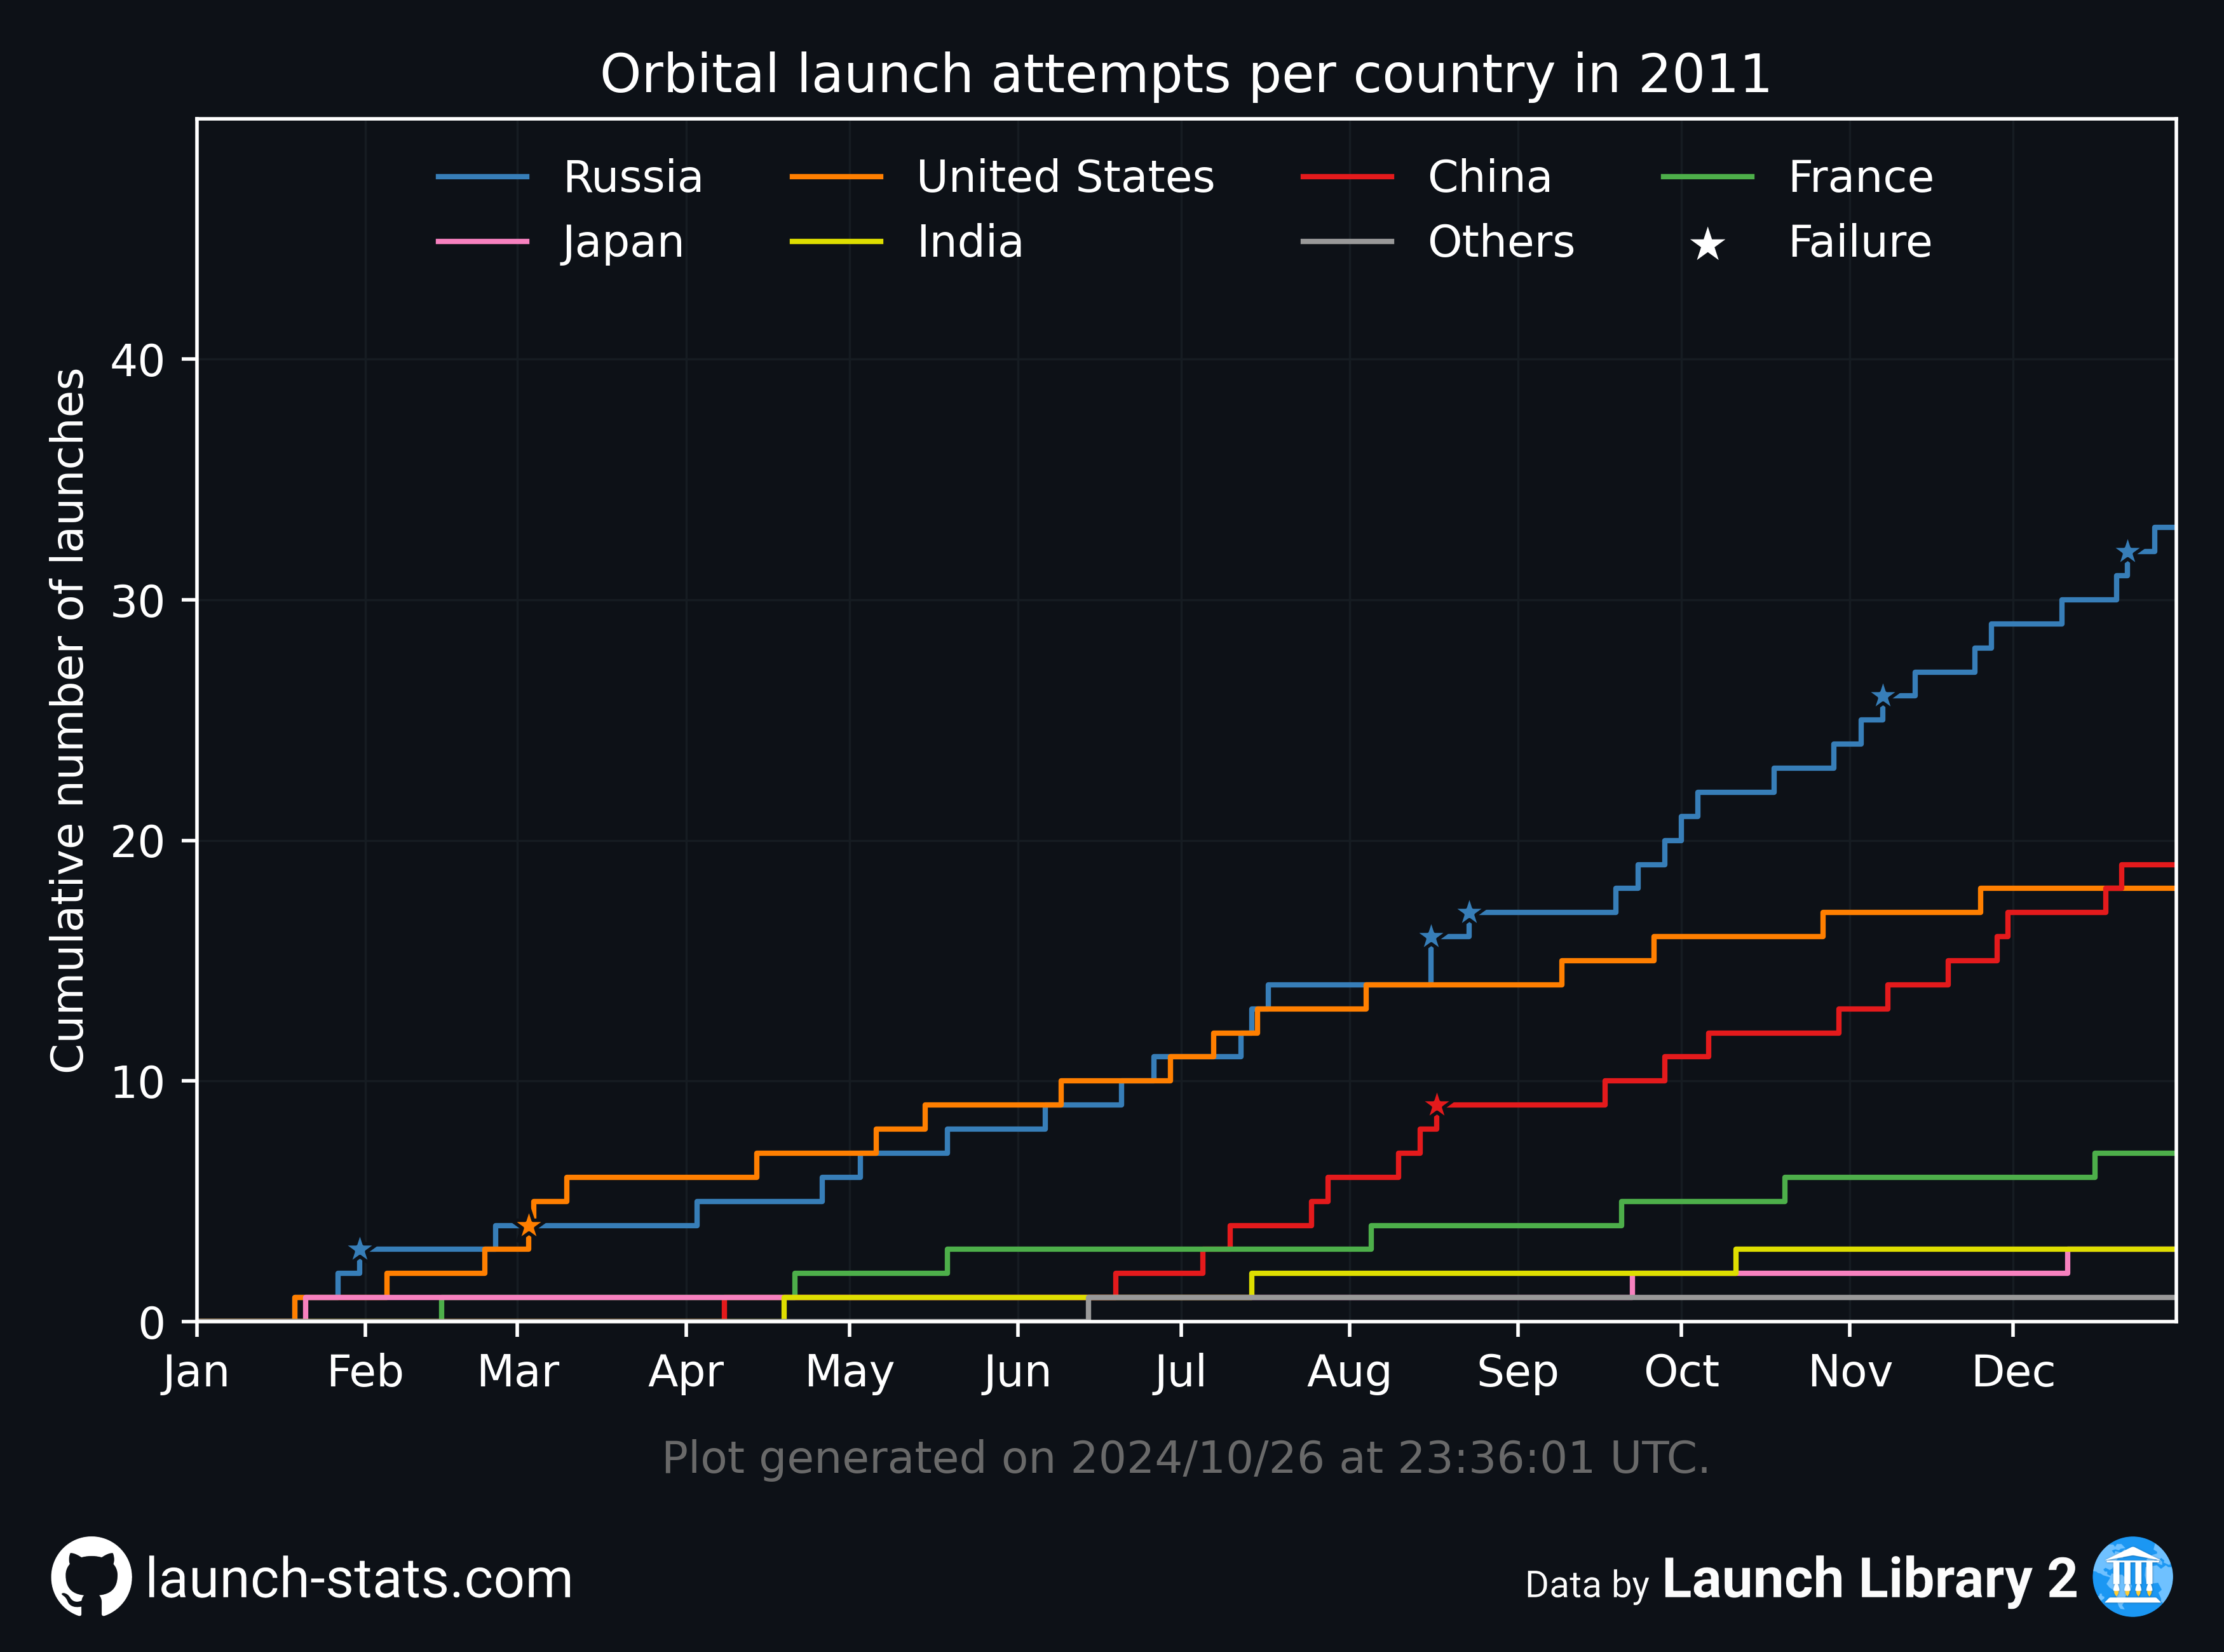 Orbital launch attempts per country in 2011
Russia United States China France
Japan India Others Failure
Cumulative number of launches
40
30
20
10
0
Jan Feb Mar Apr May Jun Jul Aug Sep Oct Nov Dec
Plot generated on 2024/10/26 at 23:36:01 UTC.
launch-stats.com
Data by Launch Library 2